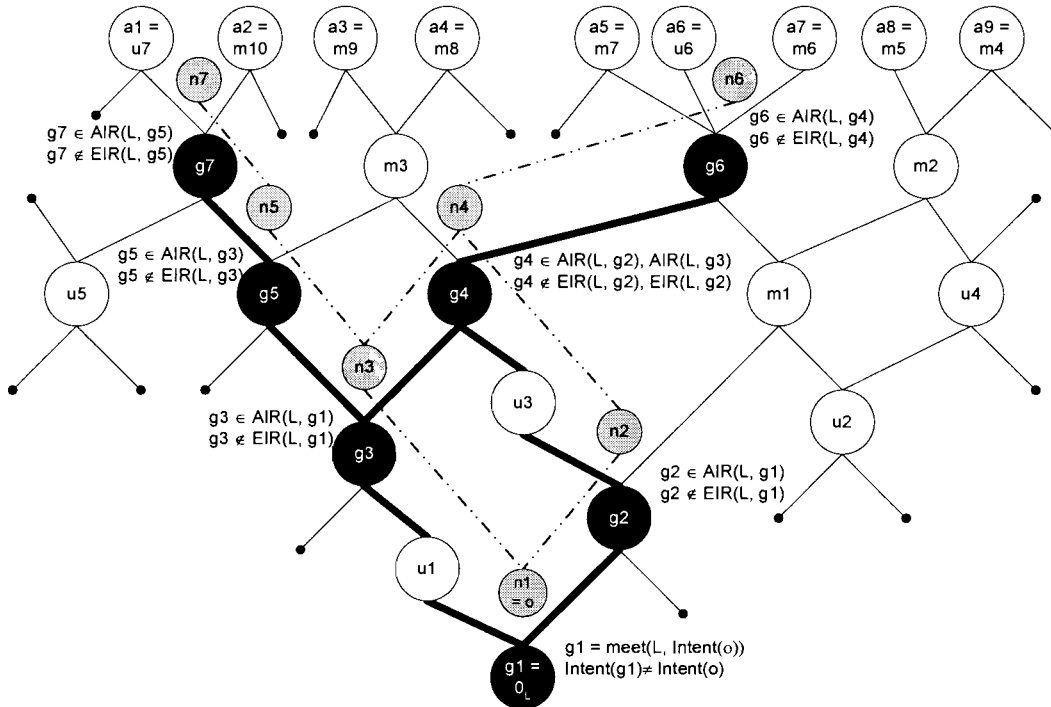 a1 =
u7
a2 =
m10
a3 =
m9
a4 =
m8
a5 =
m7
a6 =
u6
a7 =
m6
a8 =
m5
a9 =
m4
n7
n6
g7 ∈ AIR(L, g5)
g7 ∉ EIR(L, g5)
g6 ∈ AIR(L, g4)
g6 ∉ EIR(L, g4)
g7
m3
g6
m2
n5
n4
g5 ∈ AIR(L, g3)
g5 ∉ EIR(L, g3)
g4 ∈ AIR(L, g2), AIR(L, g3)
g4 ∉ EIR(L, g2), EIR(L, g2)
u5
g5
g4
m1
u4
n3
u3
u2
n2
g3 ∈ AIR(L, g1)
g3 ∉ EIR(L, g1)
g3
g2 ∈ AIR(L, g1)
g2 ∉ EIR(L, g1)
g2
u1
n1
= o
g1 =
0L
g1 = meet(L, Intent(o))
Intent(g1)≠ Intent(o)